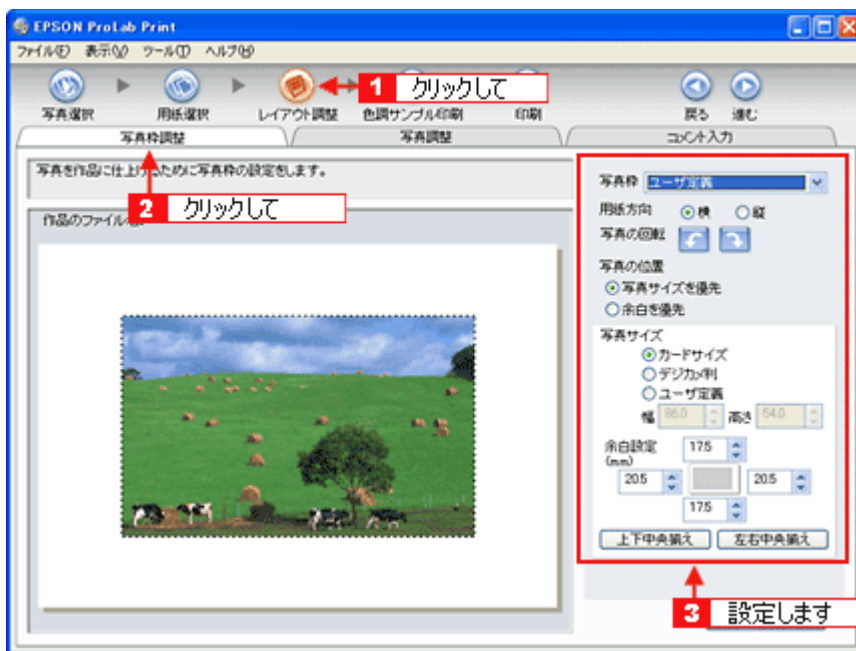 EPSON ProLab Print
ファイル(F) 表示(V) ツール(T) ヘルプ(H)
1 クリックして
写真選択 用紙選択 レイアウト調整 色調サンプル印刷 印刷 戻る 進む
写真枠調整 写真調整 コメント入力
写真を作品に仕上げるために写真枠の設定をします。
2 クリックして
作品のファイル
写真枠 ユーザ定義
用紙方向 横 縦
写真の回転
写真の位置
写真サイズを優先
余白を優先
写真サイズ
カードサイズ
デジカメ判
ユーザ定義
幅 86.0 高さ 54.0
余白設定 17.5
(mm)
20.5 20.5
17.5
上下中央揃え 左右中央揃え
3 設定します